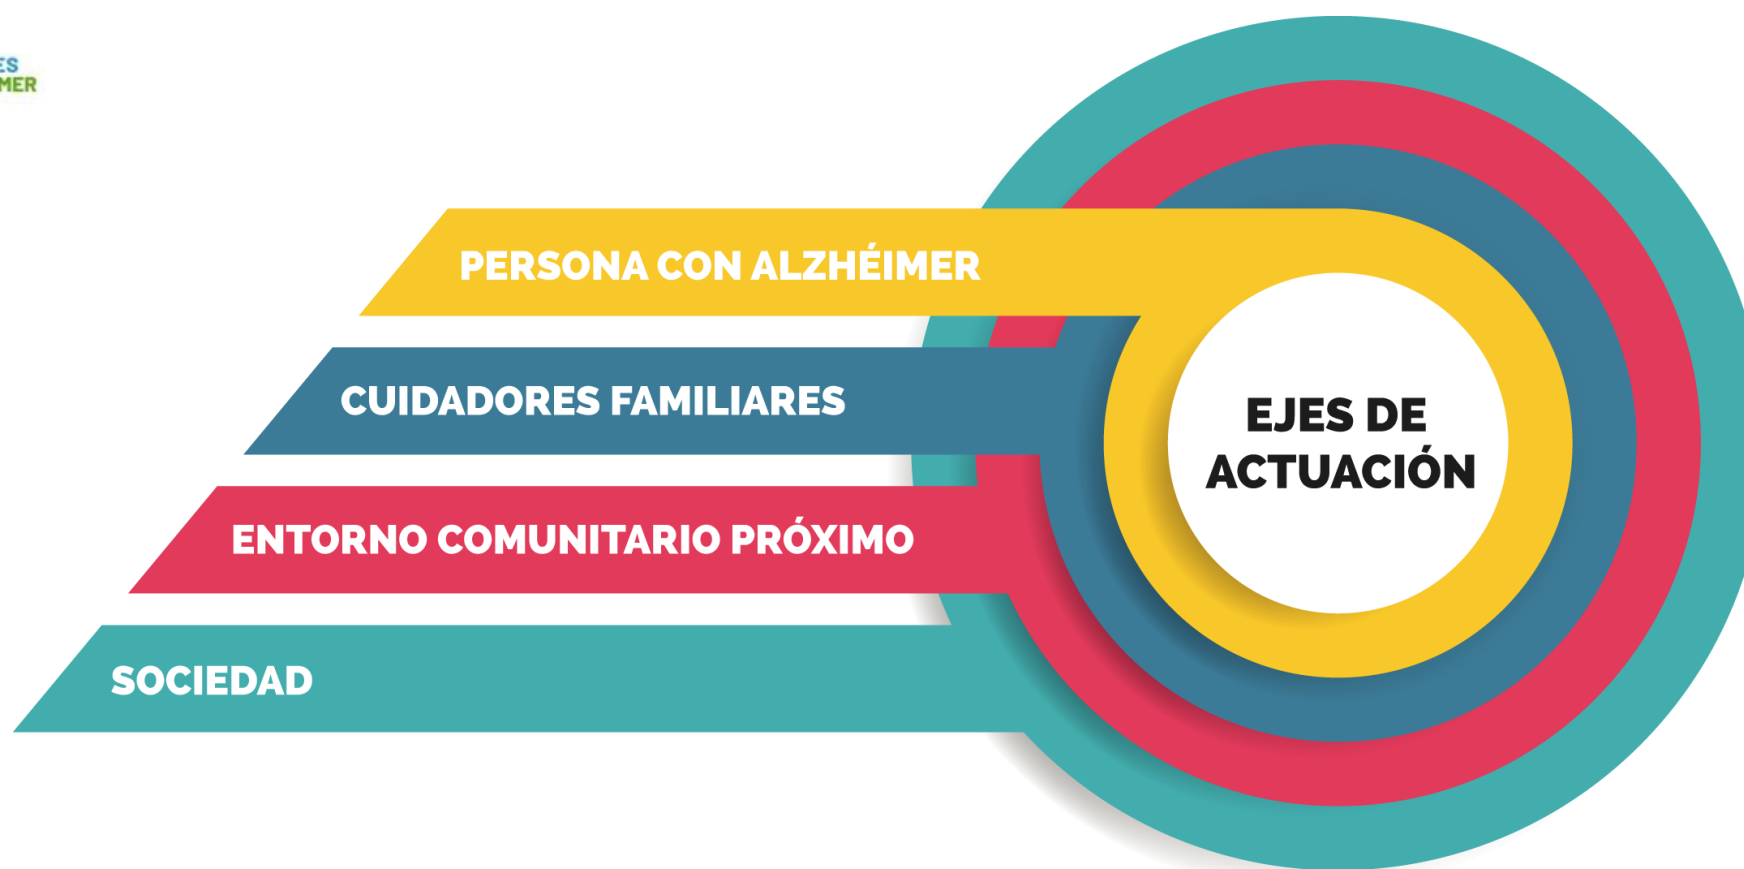 PERSONA CON ALZHÉIMER
CUIDADORES FAMILIARES
ENTORNO COMUNITARIO PRÓXIMO
SOCIEDAD
EJES DE
ACTUACIÓN